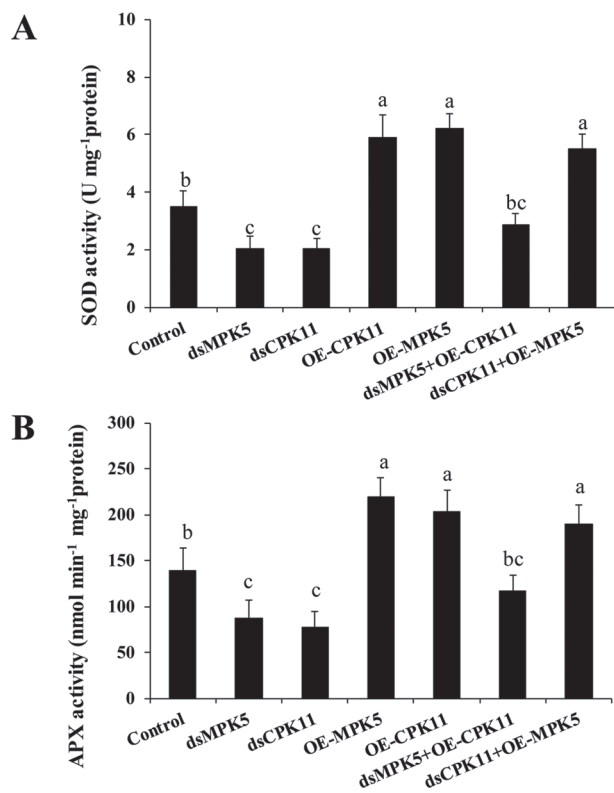 A
SOD activity (U mg⁻¹protein)
10
8
6
4
2
0
b
c
c
a
a
bc
a
Control
dsMPK5
dsCPK11
OE-CPK11
OE-MPK5
dsMPK5+OE-CPK11
dsCPK11+OE-MPK5
B
APX activity (nmol min⁻¹ mg⁻¹protein)
300
250
200
150
100
50
0
b
c
c
a
a
bc
a
Control
dsMPK5
dsCPK11
OE-MPK5
OE-CPK11
dsMPK5+OE-CPK11
dsCPK11+OE-MPK5